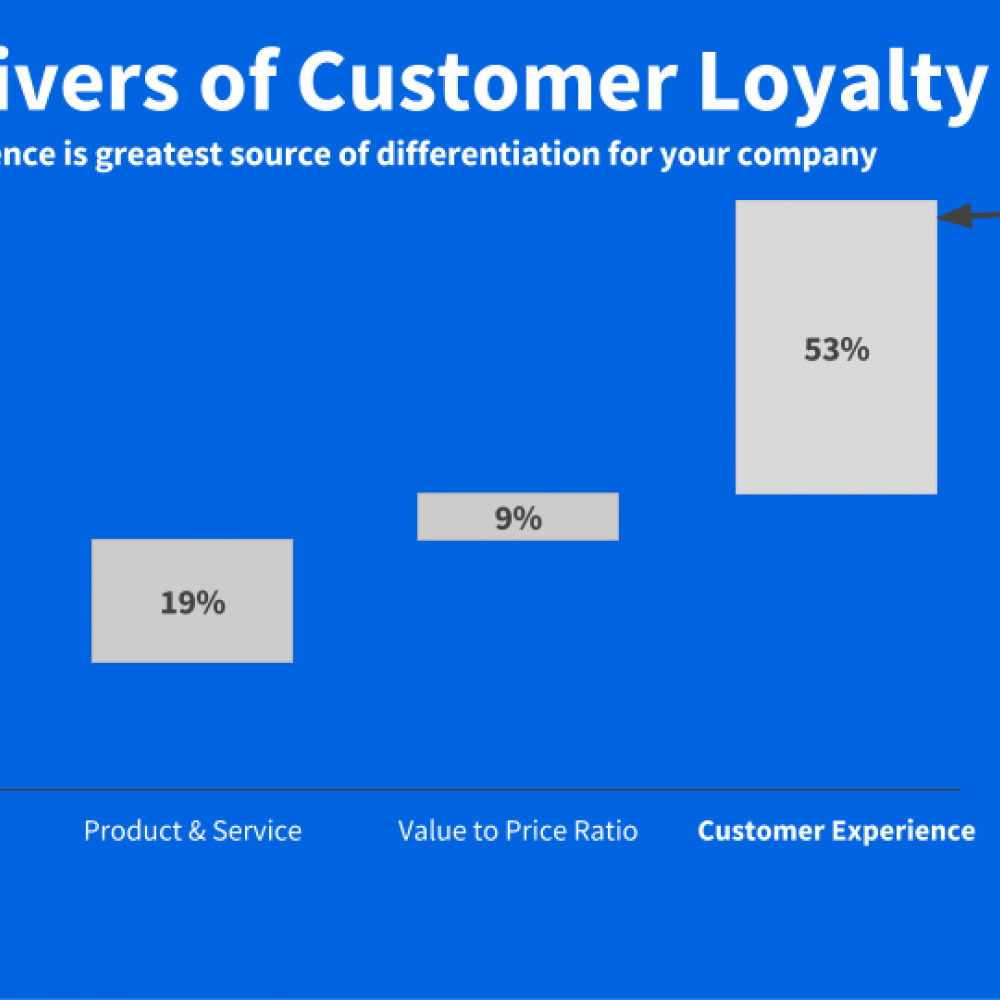 ivers of Customer Loyalty
ence is greatest source of differentiation for your company
53%
9%
19%
Product & Service
Value to Price Ratio
Customer Experience